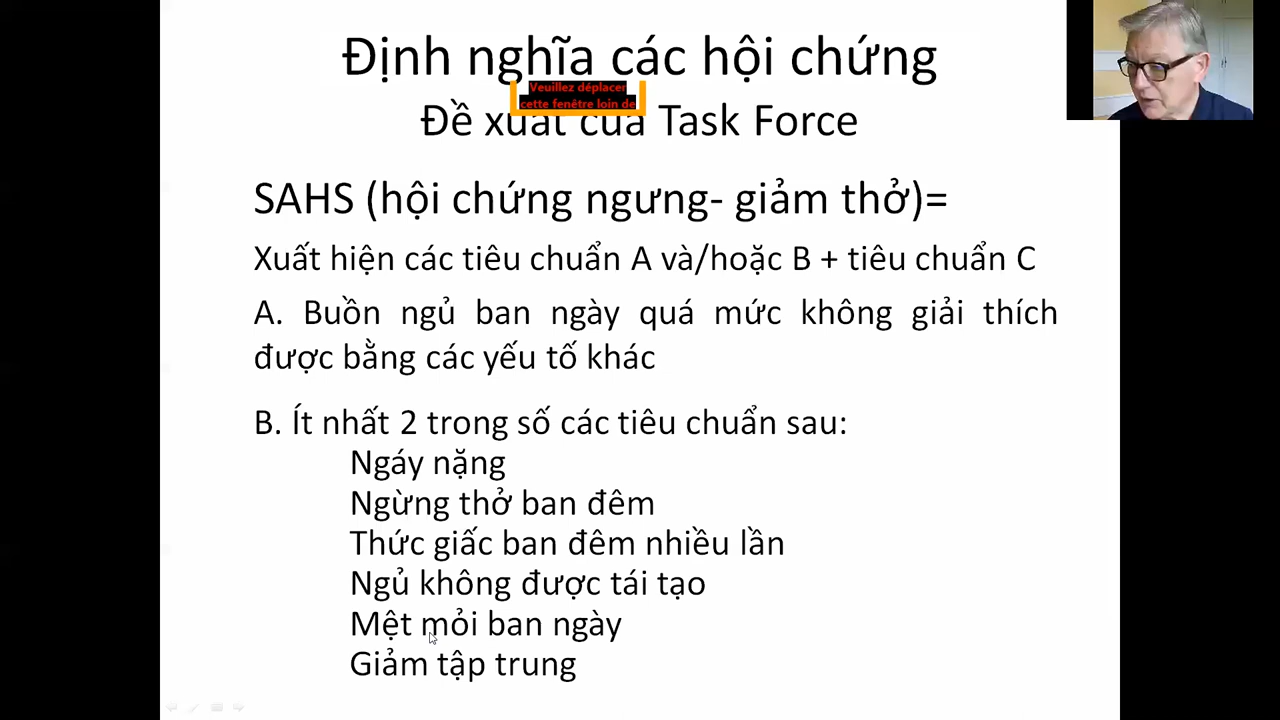 Định nghĩa các hội chứng
Veuillez déplacer
cette fenêtre loin de
Đề xuất của Task Force
SAHS (hội chứng ngưng- giảm thở)=
Xuất hiện các tiêu chuẩn A và/hoặc B + tiêu chuẩn C
A. Buồn ngủ ban ngày quá mức không giải thích
được bằng các yếu tố khác
B. Ít nhất 2 trong số các tiêu chuẩn sau:
Ngáy nặng
Ngừng thở ban đêm
Thức giấc ban đêm nhiều lần
Ngủ không được tái tạo
Mệt mỏi ban ngày
Giảm tập trung